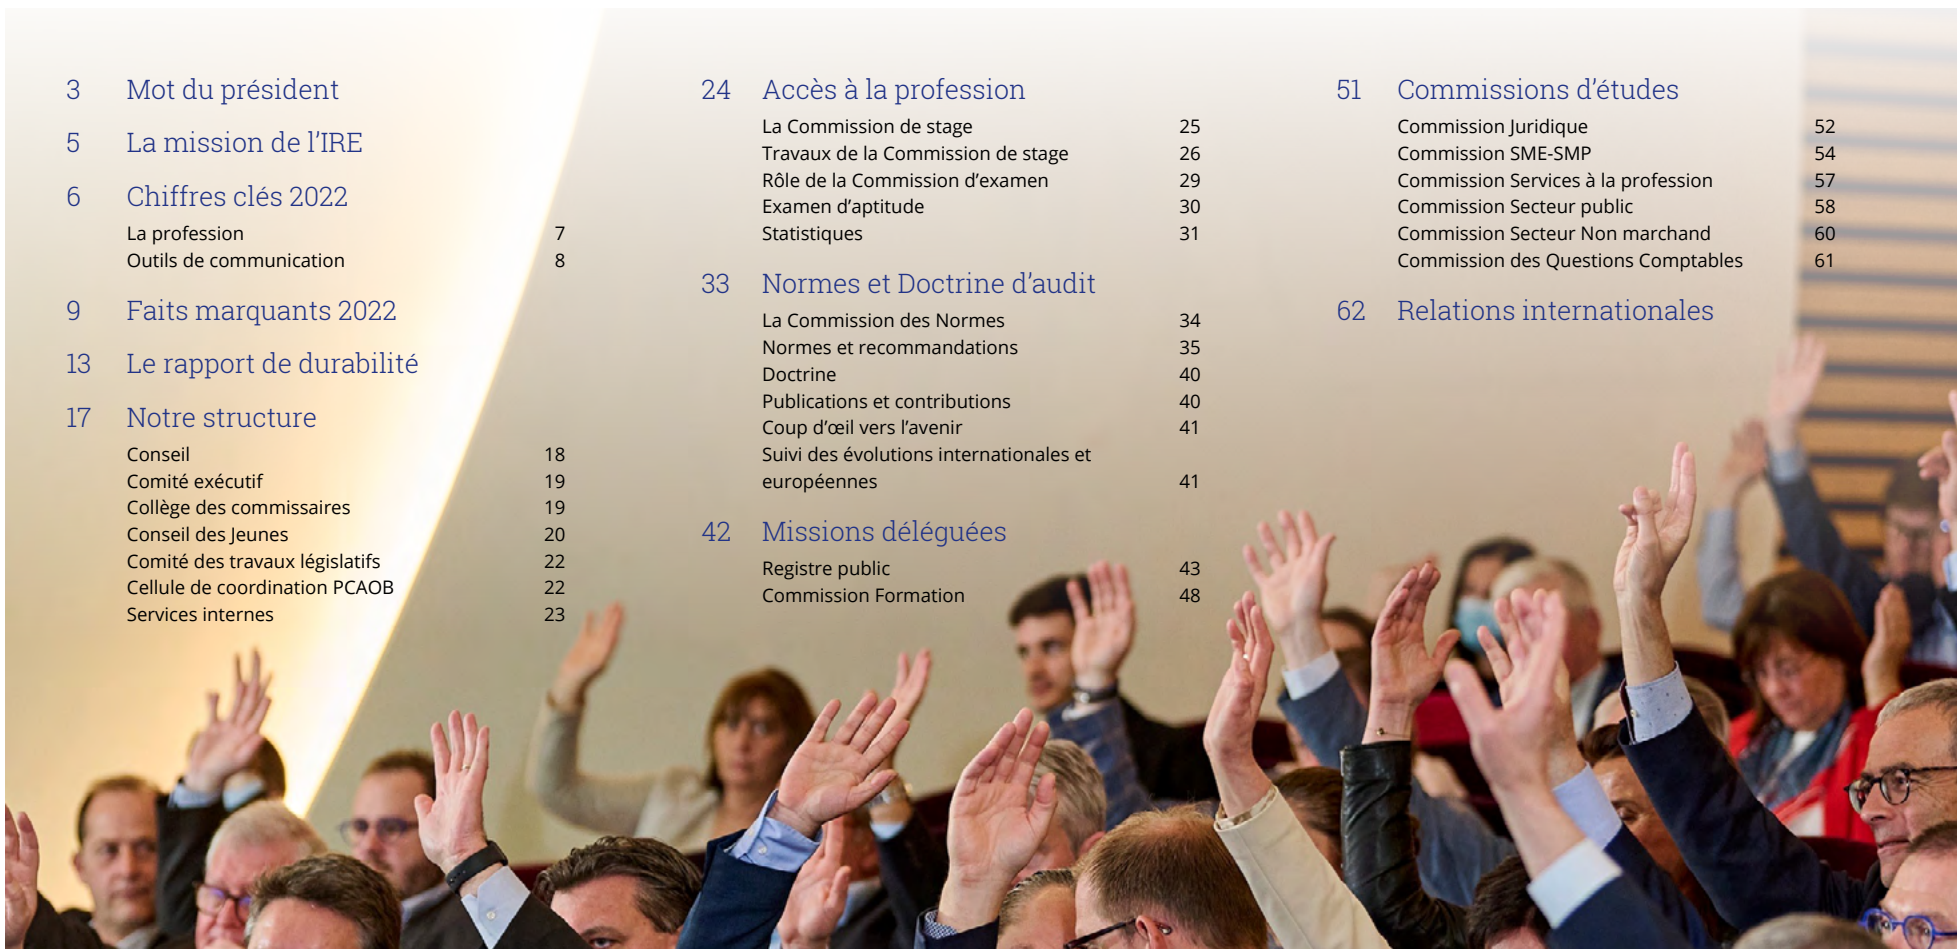 3 Mot du président
5 La mission de l'IRE
6 Chiffres clés 2022
La profession 7
Outils de communication 8
9 Faits marquants 2022
13 Le rapport de durabilité
17 Notre structure
Conseil 18
Comité exécutif 19
Collège des commissaires 19
Conseil des Jeunes 20
Comité des travaux législatifs 22
Cellule de coordination PCAOB 22
Services internes 23
24 Accès à la profession
La Commission de stage 25
Travaux de la Commission de stage 26
Rôle de la Commission d'examen 29
Examen d'aptitude 30
Statistiques 31
33 Normes et Doctrine d'audit
La Commission des Normes 34
Normes et recommandations 35
Doctrine 40
Publications et contributions 40
Coup d'œil vers l'avenir 41
Suivi des évolutions internationales et
européennes 41
42 Missions déléguées
Registre public 43
Commission Formation 48
51 Commissions d'études
Commission Juridique 52
Commission SME-SMP 54
Commission Services à la profession 57
Commission Secteur public 58
Commission Secteur Non marchand 60
Commission des Questions Comptables 61
62 Relations internationales